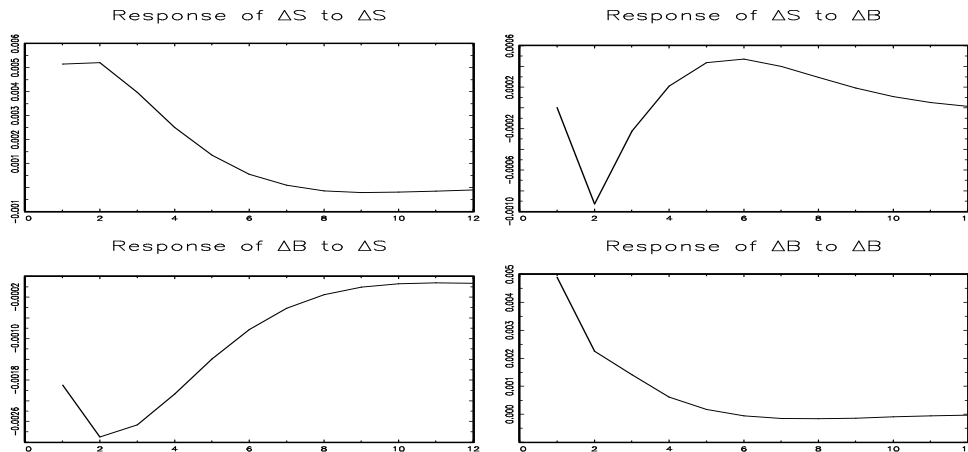 Response of ΔS to ΔS
0.006
0.005
0.004
0.003
0.002
0.001
-0.001
0 2 4 6 8 10 12
Response of ΔS to ΔB
0.0006
0.0002
-0.0002
-0.0006
-0.0010
0 2 4 6 8 10 1
Response of ΔB to ΔS
-0.0002
-0.0010
-0.0018
-0.0026
0 2 4 6 8 10 12
Response of ΔB to ΔB
0.005
0.004
0.003
0.002
0.001
0.000
0 2 4 6 8 10 1